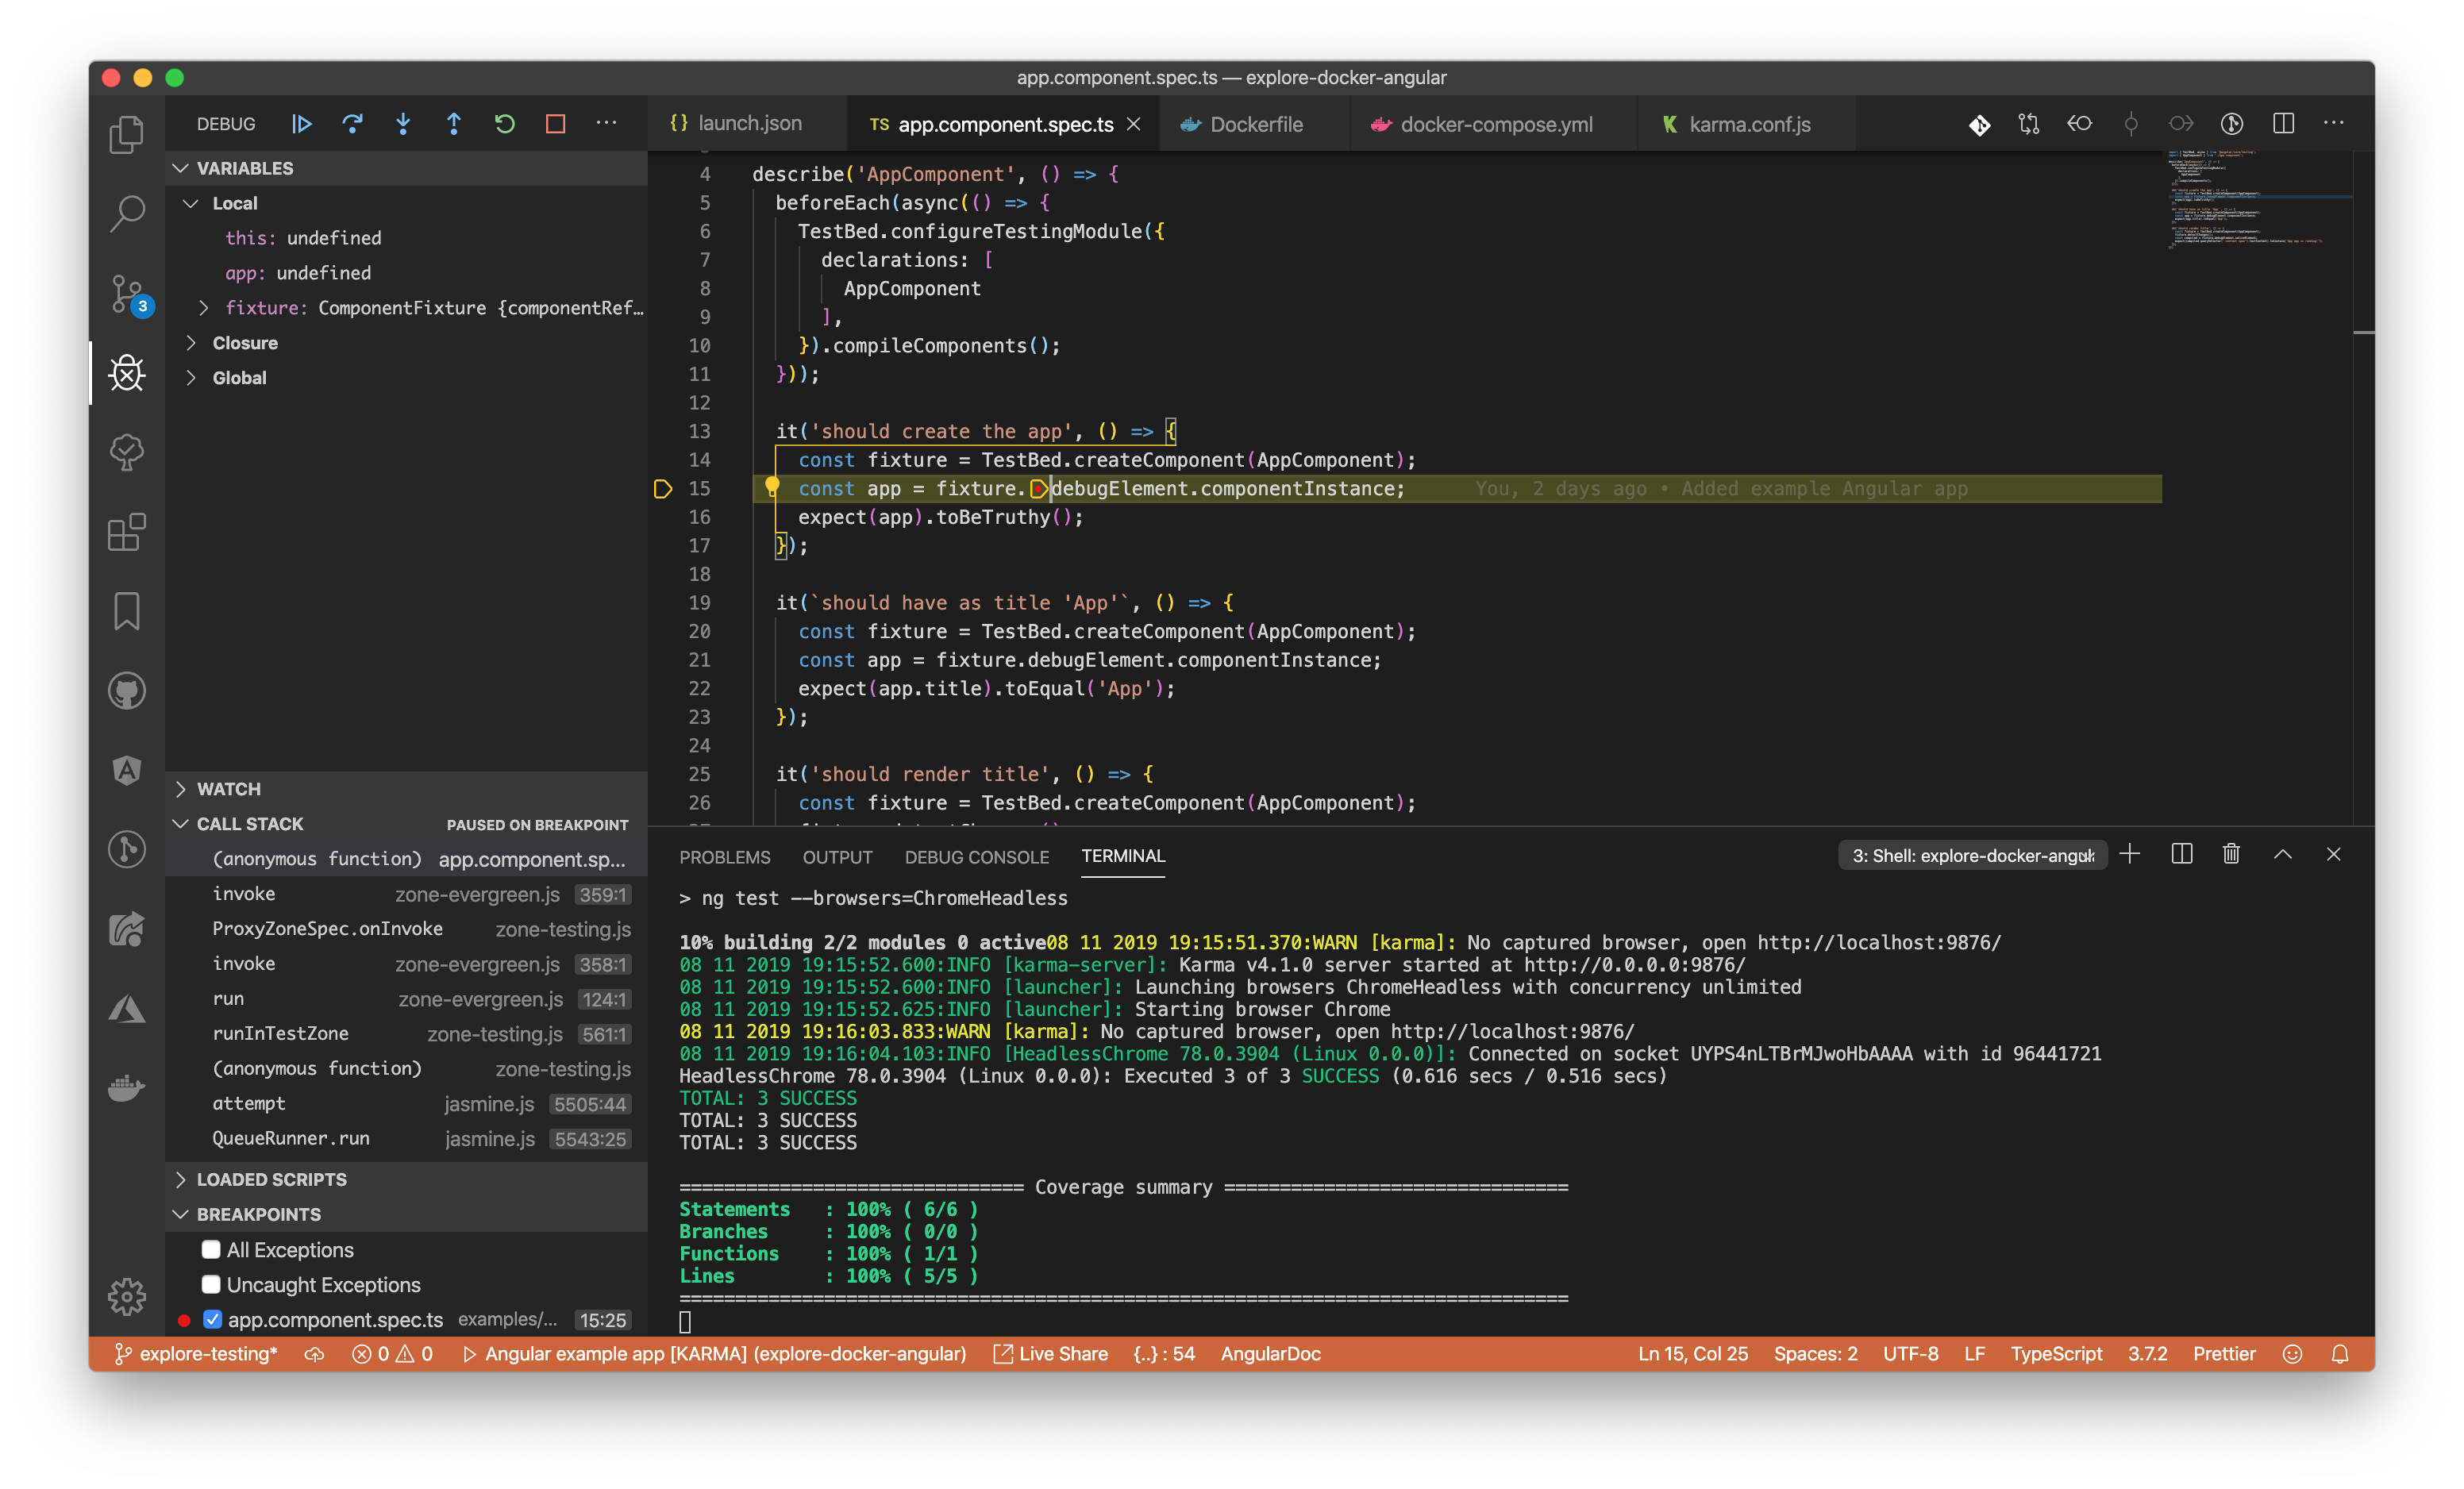 app.component.spec.ts — explore-docker-angular
DEBUG
{} launch.json
TS app.component.spec.ts
Dockerfile
docker-compose.yml
karma.conf.js
VARIABLES
Local
this: undefined
app: undefined
fixture: ComponentFixture {componentRef…
Closure
Global
3
WATCH
CALL STACK PAUSED ON BREAKPOINT
(anonymous function) app.component.sp...
invoke zone-evergreen.js 359:1
ProxyZoneSpec.onInvoke zone-testing.js
invoke zone-evergreen.js 358:1
run zone-evergreen.js 124:1
runInTestZone zone-testing.js 561:1
(anonymous function) zone-testing.js
attempt jasmine.js 5505:44
QueueRunner.run jasmine.js 5543:25
LOADED SCRIPTS
BREAKPOINTS
All Exceptions
Uncaught Exceptions
app.component.spec.ts examples/... 15:25
4 describe('AppComponent', () => {
5 beforeEach(async(() => {
6 TestBed.configureTestingModule({
7 declarations: [
8 AppComponent
9 ],
10 }).compileComponents();
11 }));
12
13 it('should create the app', () => {
14 const fixture = TestBed.createComponent(AppComponent);
15 const app = fixture.debugElement.componentInstance; You, 2 days ago • Added example Angular app
16 expect(app).toBeTruthy();
17 });
18
19 it(`should have as title 'App'`, () => {
20 const fixture = TestBed.createComponent(AppComponent);
21 const app = fixture.debugElement.componentInstance;
22 expect(app.title).toEqual('App');
23 });
24
25 it('should render title', () => {
26 const fixture = TestBed.createComponent(AppComponent);
PROBLEMS OUTPUT DEBUG CONSOLE TERMINAL
3: Shell: explore-docker-angul
> ng test --browsers=ChromeHeadless
10% building 2/2 modules 0 active08 11 2019 19:15:51.370:WARN [karma]: No captured browser, open http://localhost:9876/
08 11 2019 19:15:52.600:INFO [karma-server]: Karma v4.1.0 server started at http://0.0.0.0:9876/
08 11 2019 19:15:52.600:INFO [launcher]: Launching browsers ChromeHeadless with concurrency unlimited
08 11 2019 19:15:52.625:INFO [launcher]: Starting browser Chrome
08 11 2019 19:16:03.833:WARN [karma]: No captured browser, open http://localhost:9876/
08 11 2019 19:16:04.103:INFO [HeadlessChrome 78.0.3904 (Linux 0.0.0)]: Connected on socket UYPS4nLTBrMJwoHbAAAA with id 96441721
HeadlessChrome 78.0.3904 (Linux 0.0.0): Executed 3 of 3 SUCCESS (0.616 secs / 0.516 secs)
TOTAL: 3 SUCCESS
TOTAL: 3 SUCCESS
TOTAL: 3 SUCCESS
=============================== Coverage summary ===============================
Statements : 100% ( 6/6 )
Branches : 100% ( 0/0 )
Functions : 100% ( 1/1 )
Lines : 100% ( 5/5 )
================================================================================
explore-testing* 0 0 Angular example app [KARMA] (explore-docker-angular) Live Share {..} : 54 AngularDoc Ln 15, Col 25 Spaces: 2 UTF-8 LF TypeScript 3.7.2 Prettier